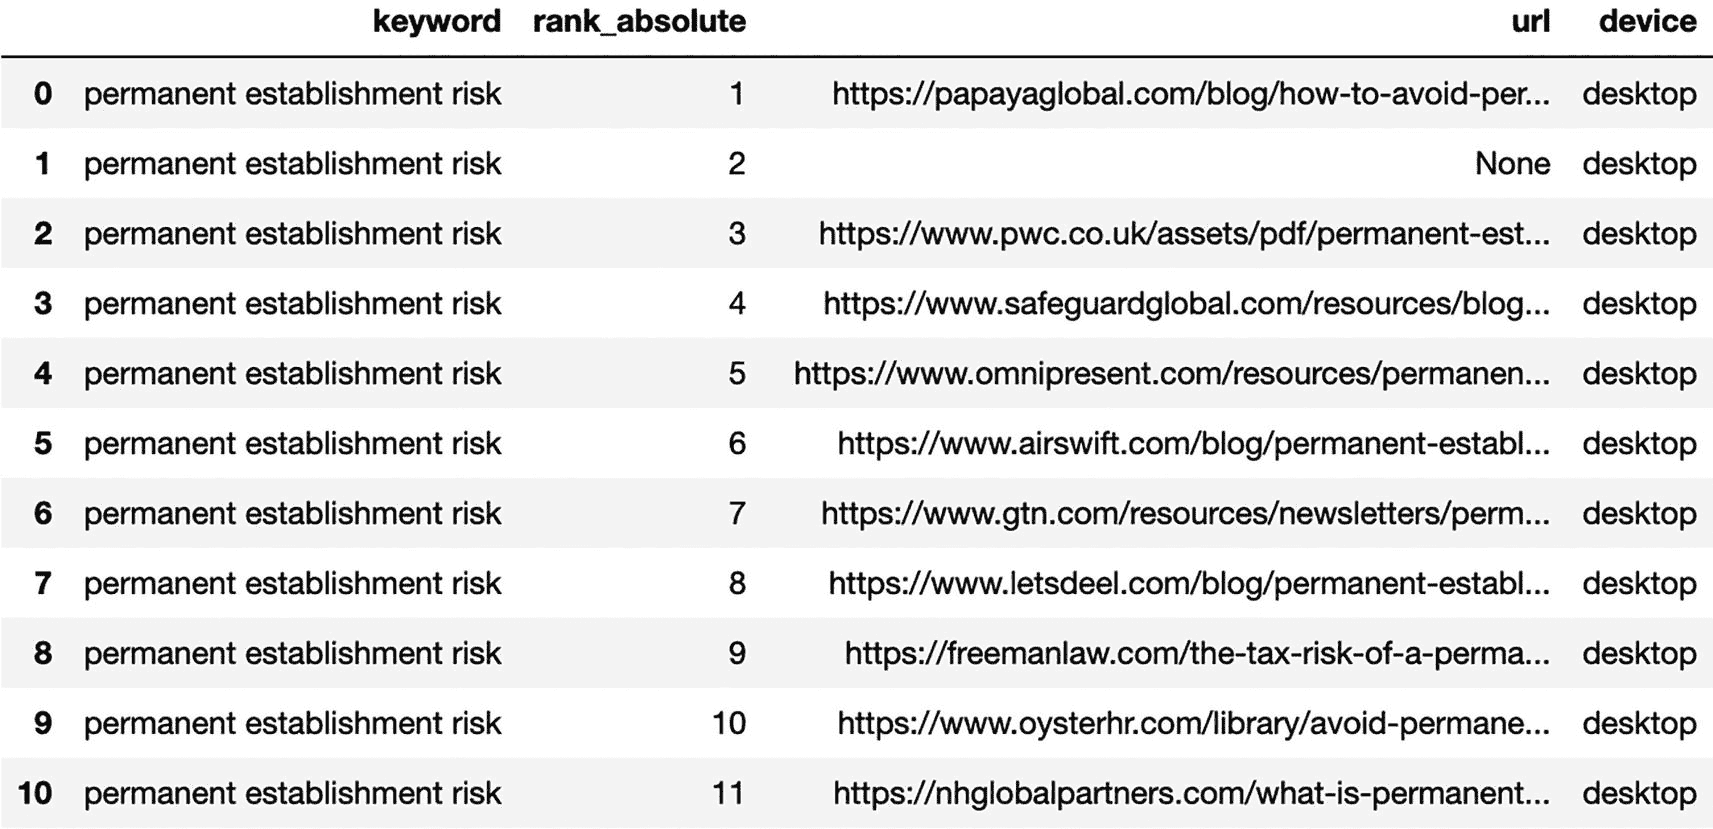 keyword rank_absolute url device
0 permanent establishment risk 1 https://papayaglobal.com/blog/how-to-avoid-per... desktop
1 permanent establishment risk 2 None desktop
2 permanent establishment risk 3 https://www.pwc.co.uk/assets/pdf/permanent-est... desktop
3 permanent establishment risk 4 https://www.safeguardglobal.com/resources/blog... desktop
4 permanent establishment risk 5 https://www.omnipresent.com/resources/permanen... desktop
5 permanent establishment risk 6 https://www.airswift.com/blog/permanent-establ... desktop
6 permanent establishment risk 7 https://www.gtn.com/resources/newsletters/perm... desktop
7 permanent establishment risk 8 https://www.letsdeel.com/blog/permanent-establ... desktop
8 permanent establishment risk 9 https://freemanlaw.com/the-tax-risk-of-a-perma... desktop
9 permanent establishment risk 10 https://www.oysterhr.com/library/avoid-permane... desktop
10 permanent establishment risk 11 https://nhglobalpartners.com/what-is-permanent... desktop